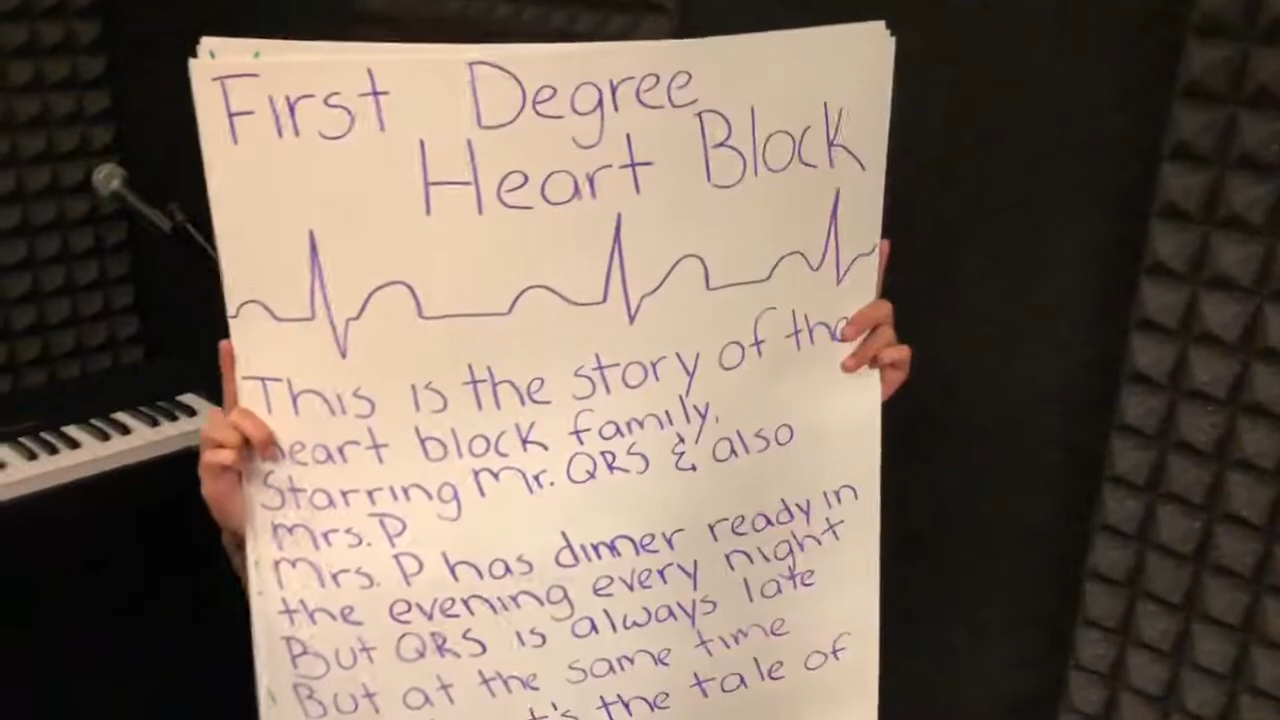 First Degree
Heart Block
This is the story of the
heart block family,
Starring Mr. QRS & also
Mrs. P
Mrs. P has dinner ready in
the evening every night
But QRS is always late
But at the same time
the tale of